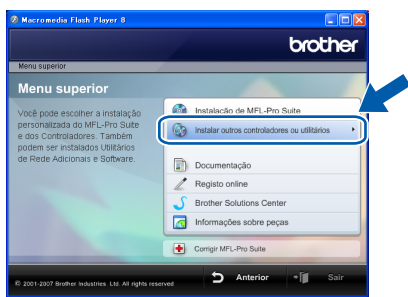 Macromedia Flash Player 8
brother
Menu superior
Menu superior
Você pode escolher a instalação
personalizada do MFL-Pro Suite
e dos Controladores. Também
podem ser instalados Utilitários
de Rede Adicionais e Software.
Instalação de MFL-Pro Suite
Instalar outros controladores ou utilitários
Documentação
Registo online
Brother Solutions Center
Informações sobre peças
Corrigir MFL-Pro Suite
© 2001-2007 Brother Industries Ltd. All rights reserved
Anterior
Sair